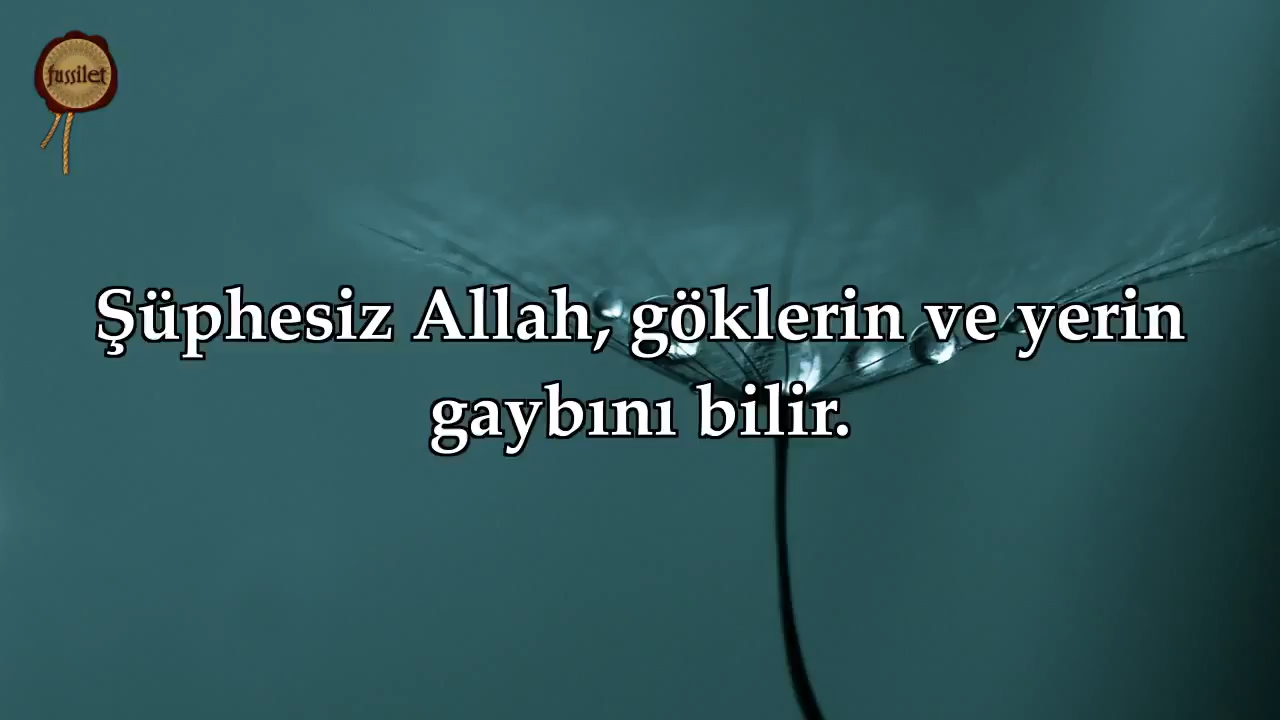 fussilet
Şüphesiz Allah, göklerin ve yerin
gaybını bilir.